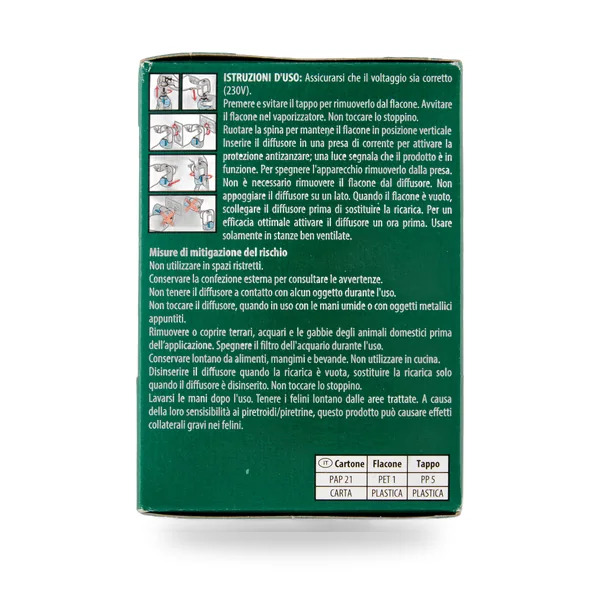 ISTRUZIONI D'USO: Assicurarsi che il voltaggio sia corretto
(230V).
Premere e svitare il tappo per rimuoverlo dal flacone. Avvitare
il flacone nel vaporizzatore. Non toccare lo stoppino.
Ruotare la spina per mantene il flacone in posizione verticale
Inserire il diffusore in una presa di corrente per attivare la
protezione antizanzare; una luce segnala che il prodotto è in
funzione. Per spegnere l'apparecchio rimuoverlo dalla presa.
Non è necessario rimuovere il flacone dal diffusore. Non
appoggiare il diffusore su un lato. Quando il flacone è vuoto,
scollegare il diffusore prima di sostituire la ricarica. Per un
efficacia ottimale attivare il diffusore un ora prima. Usare
solamente in stanze ben ventilate.
Misure di mitigazione del rischio
Non utilizzare in spazi ristretti.
Conservare la confezione esterna per consultare le avvertenze.
Non tenere il diffusore a contatto con alcun oggetto durante l'uso.
Non toccare il diffusore, quando in uso con le mani umide o con oggetti metallici
appuntiti.
Rimuovere o coprire terrari, acquari e le gabbie degli animali domestici prima
dell'applicazione. Spegnere il filtro dell'acquario durante l'uso.
Conservare lontano da alimenti, mangimi e bevande. Non utilizzare in cucina.
Disinserire il diffusore quando la ricarica è vuota, sostituire la ricarica solo
quando il diffusore è disinserito. Non toccare lo stoppino.
Lavarsi le mani dopo l'uso. Tenere i felini lontano dalle aree trattate. A causa
della loro sensisibilità ai piretroidi/piretrine, questo prodotto può causare effetti
collaterali gravi nei felini.
IT Cartone Flacone Tappo
PAP 21 PET 1 PP 5
CARTA PLASTICA PLASTICA